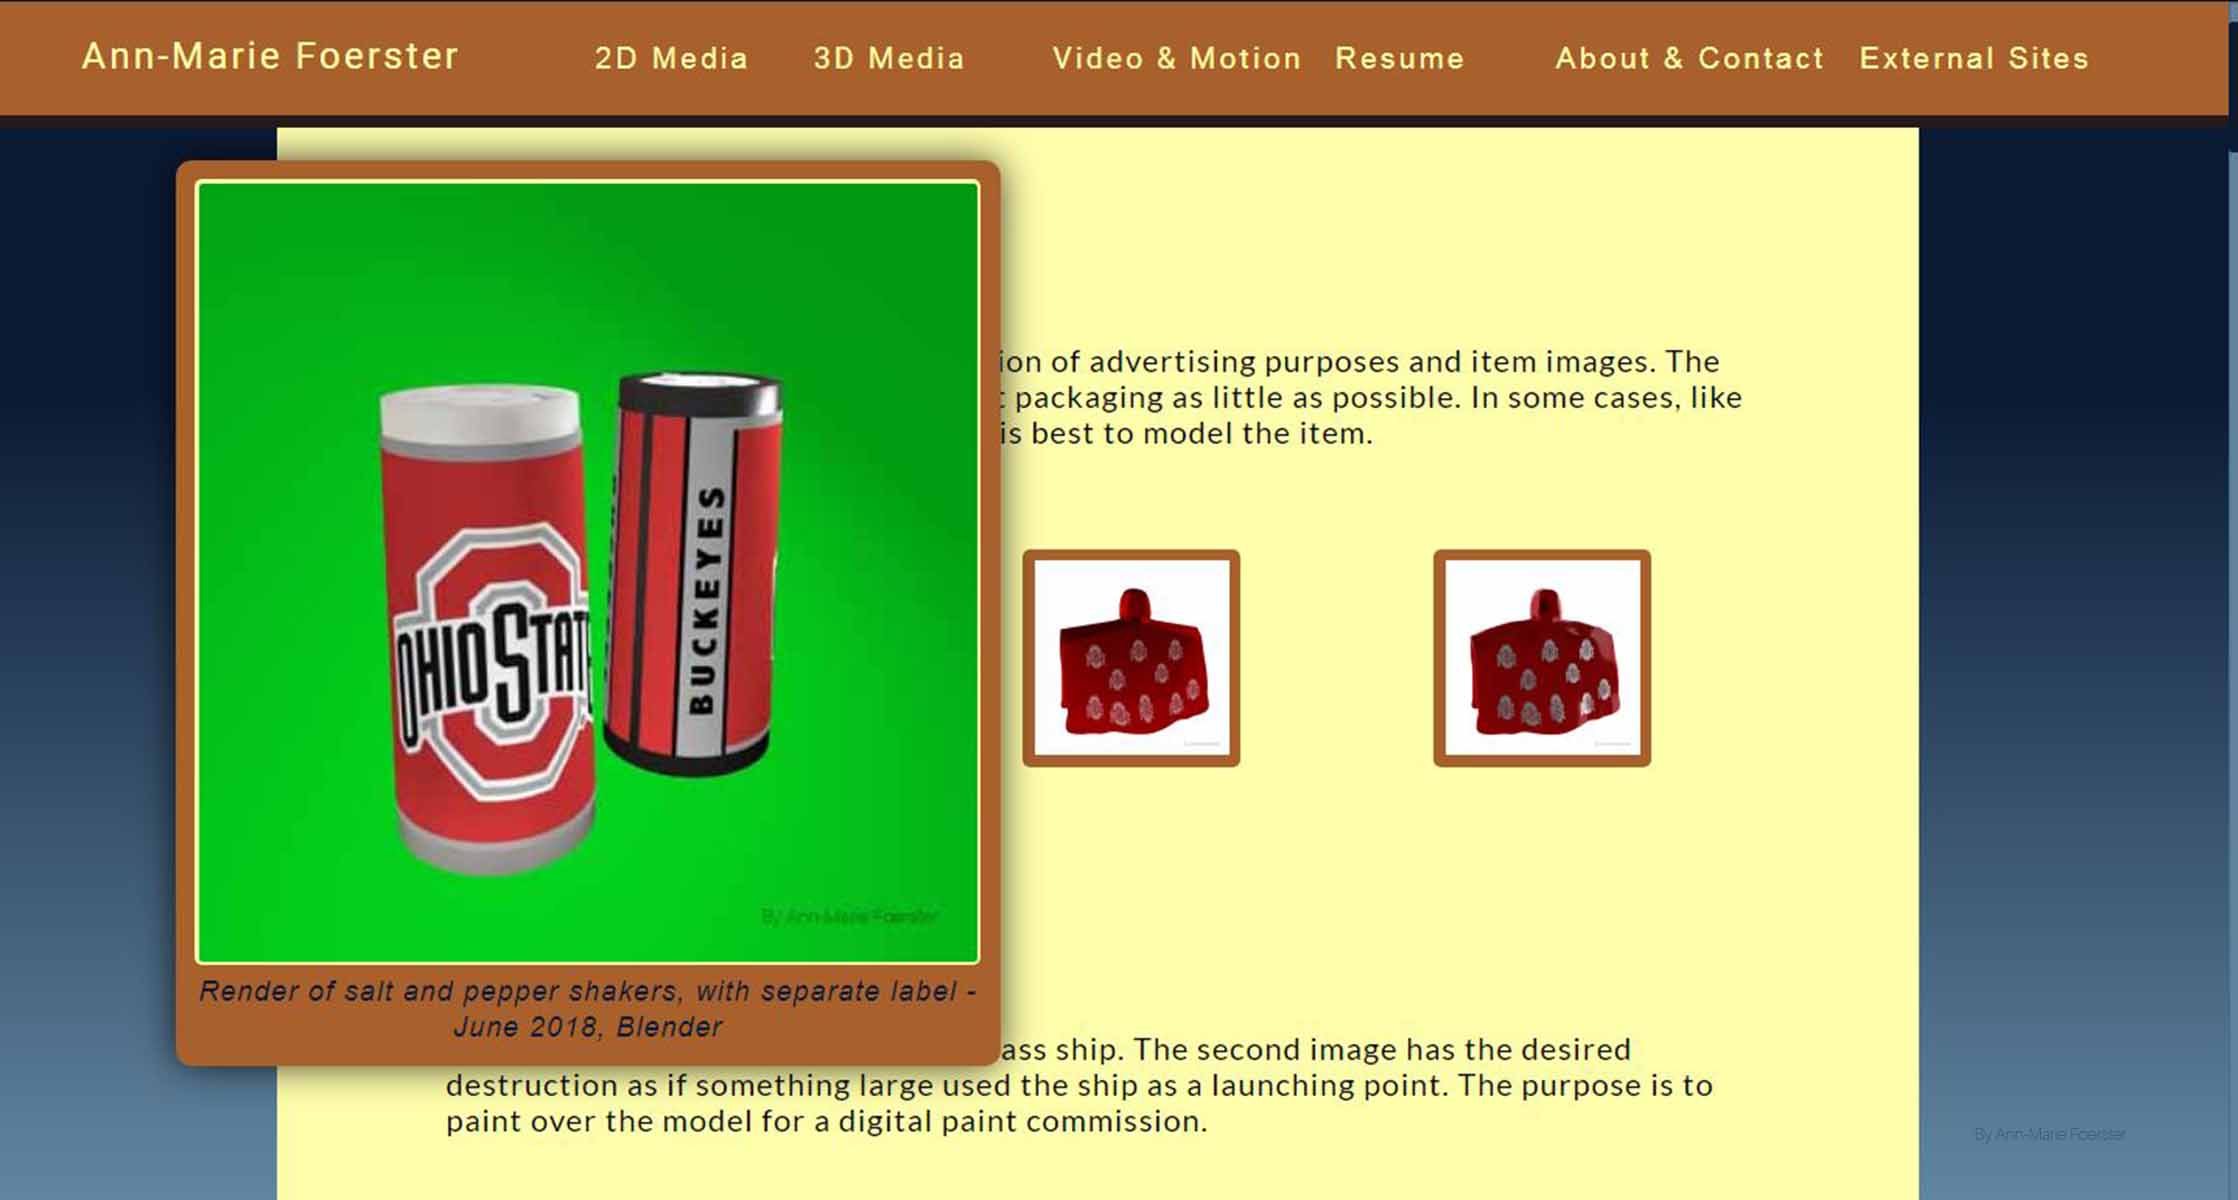 Ann-Marie Foerster
2D Media
3D Media
Video & Motion
Resume
About & Contact
External Sites
ion of advertising purposes and item images. The
packaging as little as possible. In some cases, like
is best to model the item.
OHIO STATE
BUCKEYES
By Ann-Marie Foerster
Render of salt and pepper shakers, with separate label -
June 2018, Blender
ass ship. The second image has the desired
destruction as if something large used the ship as a launching point. The purpose is to
paint over the model for a digital paint commission.
By Ann-Marie Foerster